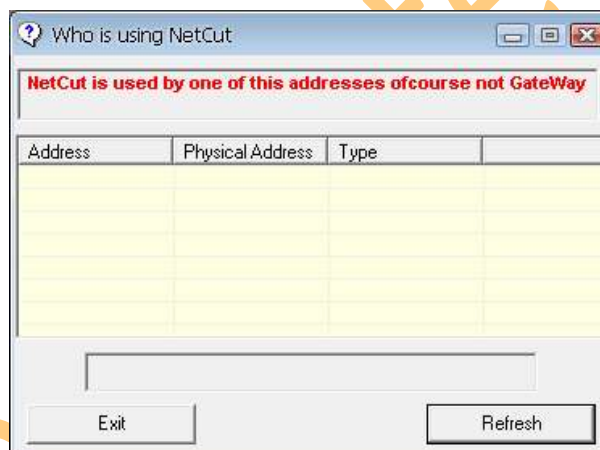 Who is using NetCut
NetCut is used by one of this addresses ofcourse not GateWay
Address Physical Address Type
Exit Refresh